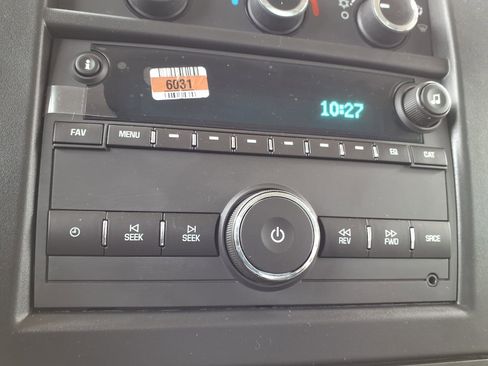 6031
10:27
FAV MENU EQ CAT
SEEK SEEK REV FWD SRCE